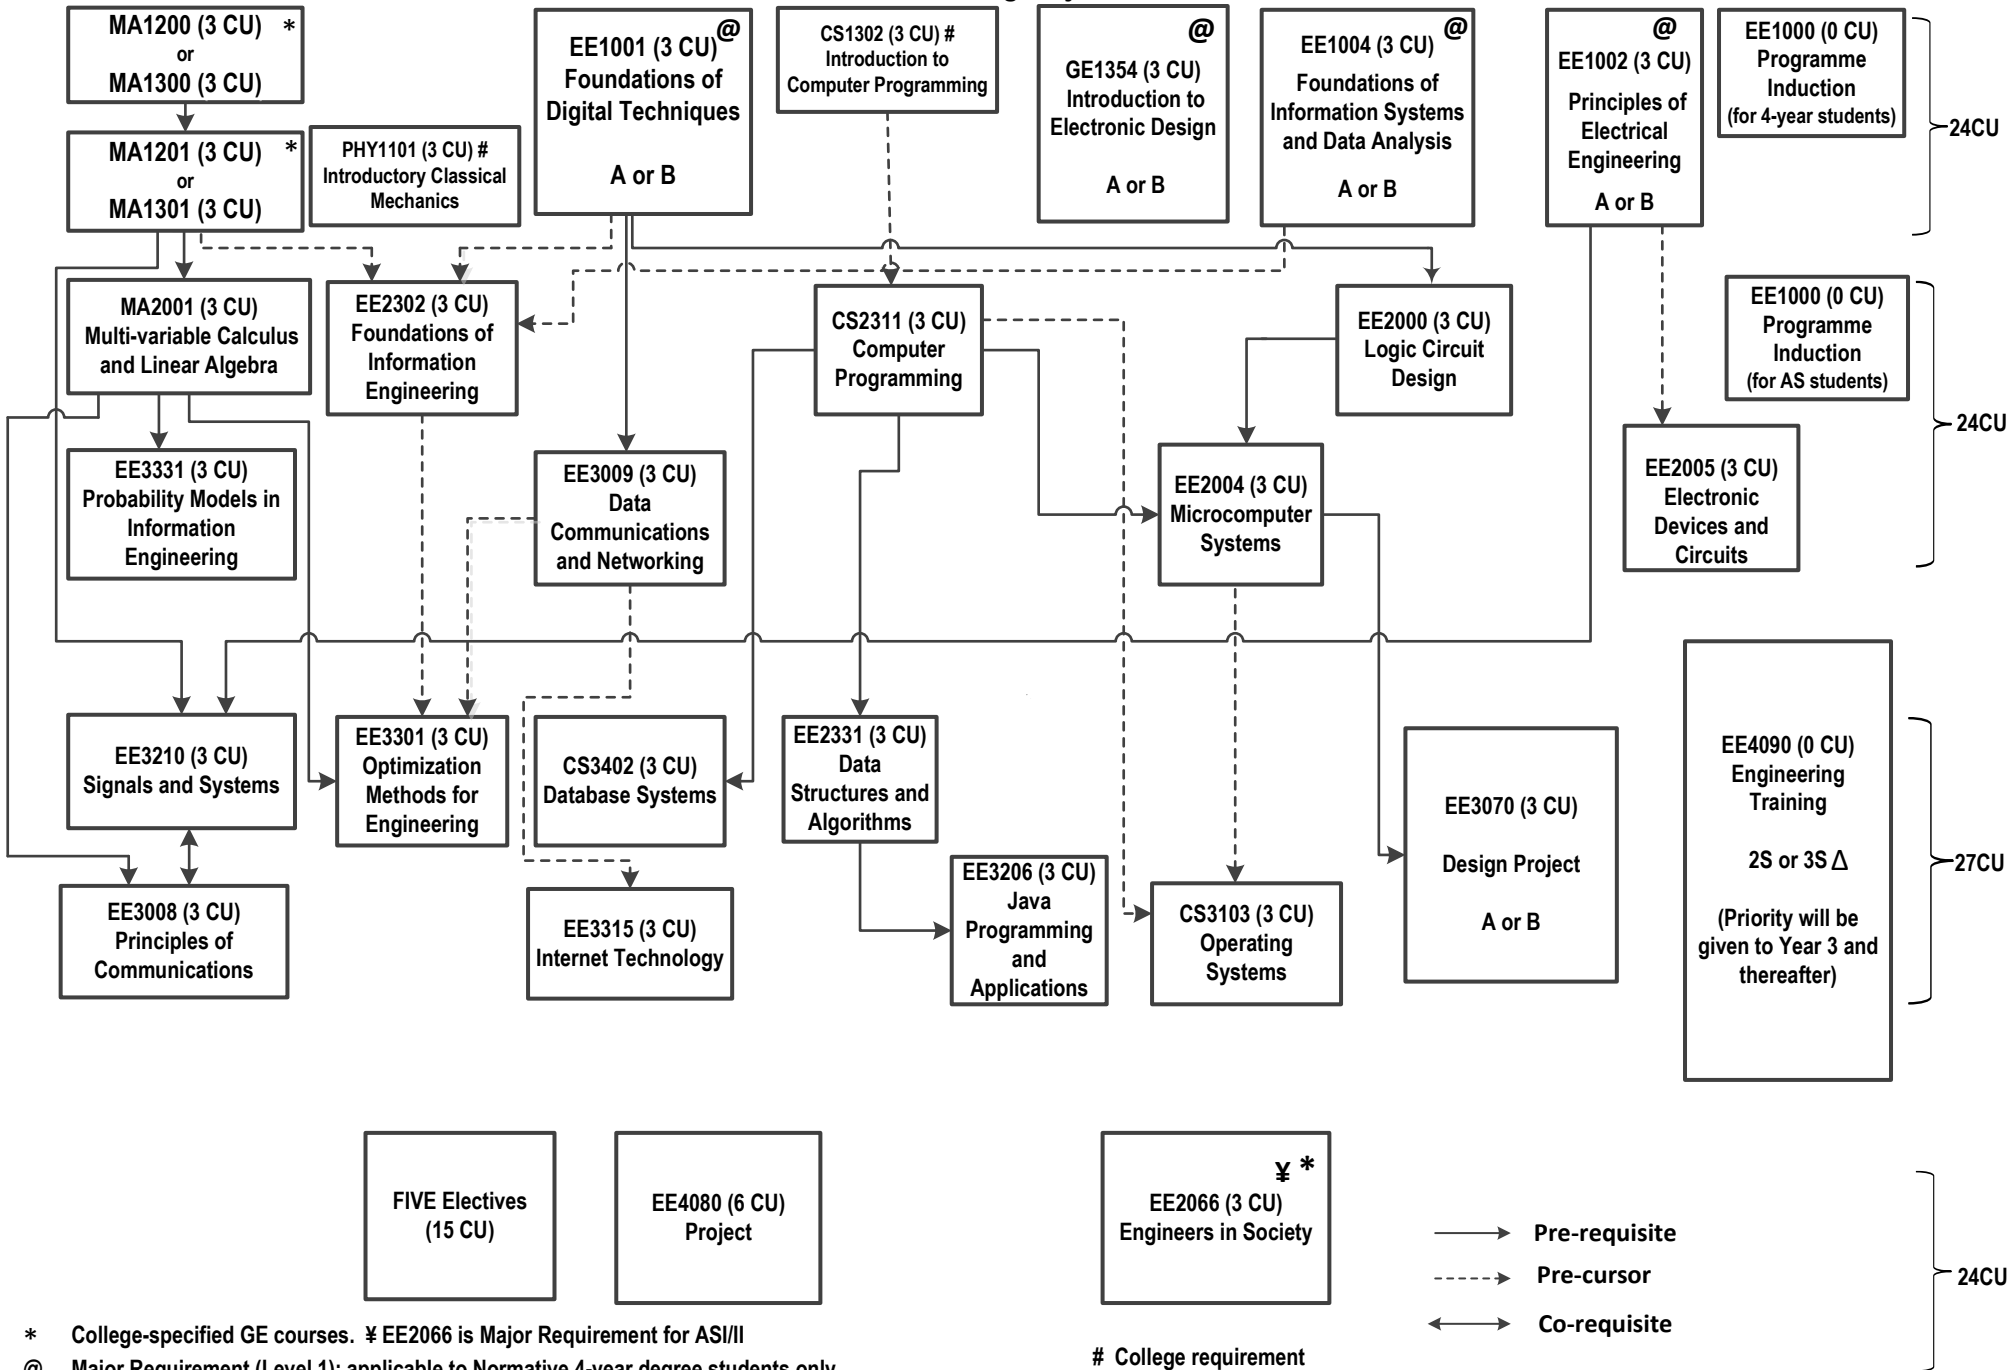 MA1200 (3 CU) *
or
MA1300 (3 CU)
MA1201 (3 CU) *
or
MA1301 (3 CU)
PHY1101 (3 CU) #
Introductory Classical
Mechanics
@
EE1001 (3 CU)
Foundations of
Digital Techniques
A or B
CS1302 (3 CU) #
Introduction to
Computer Programming
@
GE1354 (3 CU)
Introduction to
Electronic Design
A or B
@
EE1004 (3 CU)
Foundations of
Information Systems
and Data Analysis
A or B
@
EE1002 (3 CU)
Principles of
Electrical
Engineering
A or B
EE1000 (0 CU)
Programme
Induction
(for 4-year students)
24CU
MA2001 (3 CU)
Multi-variable Calculus
and Linear Algebra
EE2302 (3 CU)
Foundations of
Information
Engineering
CS2311 (3 CU)
Computer
Programming
EE2000 (3 CU)
Logic Circuit
Design
EE1000 (0 CU)
Programme
Induction
(for AS students)
24CU
EE3331 (3 CU)
Probability Models in
Information
Engineering
EE3009 (3 CU)
Data
Communications
and Networking
EE2004 (3 CU)
Microcomputer
Systems
EE2005 (3 CU)
Electronic
Devices and
Circuits
EE3210 (3 CU)
Signals and Systems
EE3301 (3 CU)
Optimization
Methods for
Engineering
CS3402 (3 CU)
Database Systems
EE2331 (3 CU)
Data
Structures and
Algorithms
EE3070 (3 CU)
Design Project
A or B
EE4090 (0 CU)
Engineering
Training
2S or 3S Δ
(Priority will be
given to Year 3 and
thereafter)
27CU
EE3008 (3 CU)
Principles of
Communications
EE3315 (3 CU)
Internet Technology
EE3206 (3 CU)
Java
Programming
and
Applications
CS3103 (3 CU)
Operating
Systems
FIVE Electives
(15 CU)
EE4080 (6 CU)
Project
¥ *
EE2066 (3 CU)
Engineers in Society
Pre-requisite
Pre-cursor
Co-requisite
24CU
* College-specified GE courses. ¥ EE2066 is Major Requirement for ASI/II
@ Major Requirement (Level 1): applicable to Normative 4-year degree students only
# College requirement